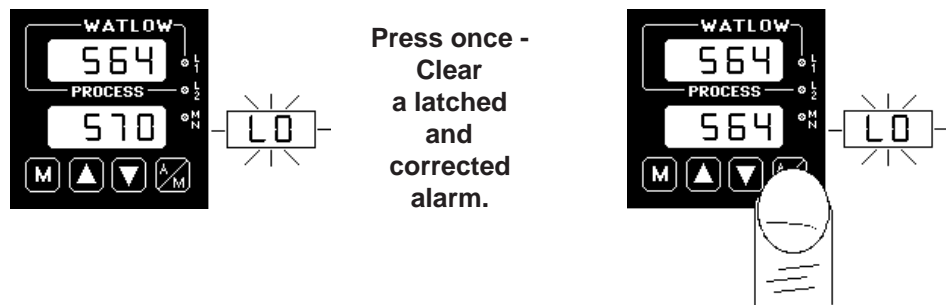 WATLOW
564
L1
PROCESS
L2
570
MN
LO
M A/M
Press once -
Clear
a latched
and
corrected
alarm.
WATLOW
564
L1
PROCESS
L2
564
MN
LO
M